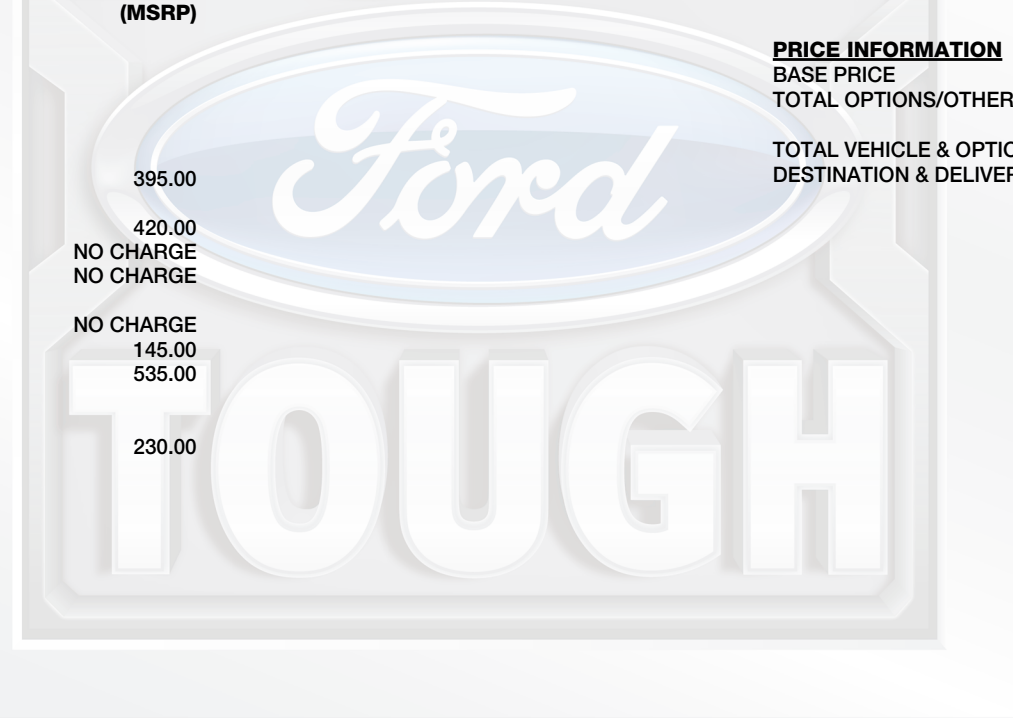 (MSRP)
395.00
420.00
NO CHARGE
NO CHARGE
NO CHARGE
145.00
535.00
230.00
PRICE INFORMATION
BASE PRICE
TOTAL OPTIONS/OTHER
TOTAL VEHICLE & OPTIO
DESTINATION & DELIVER
Ford
TOUGH